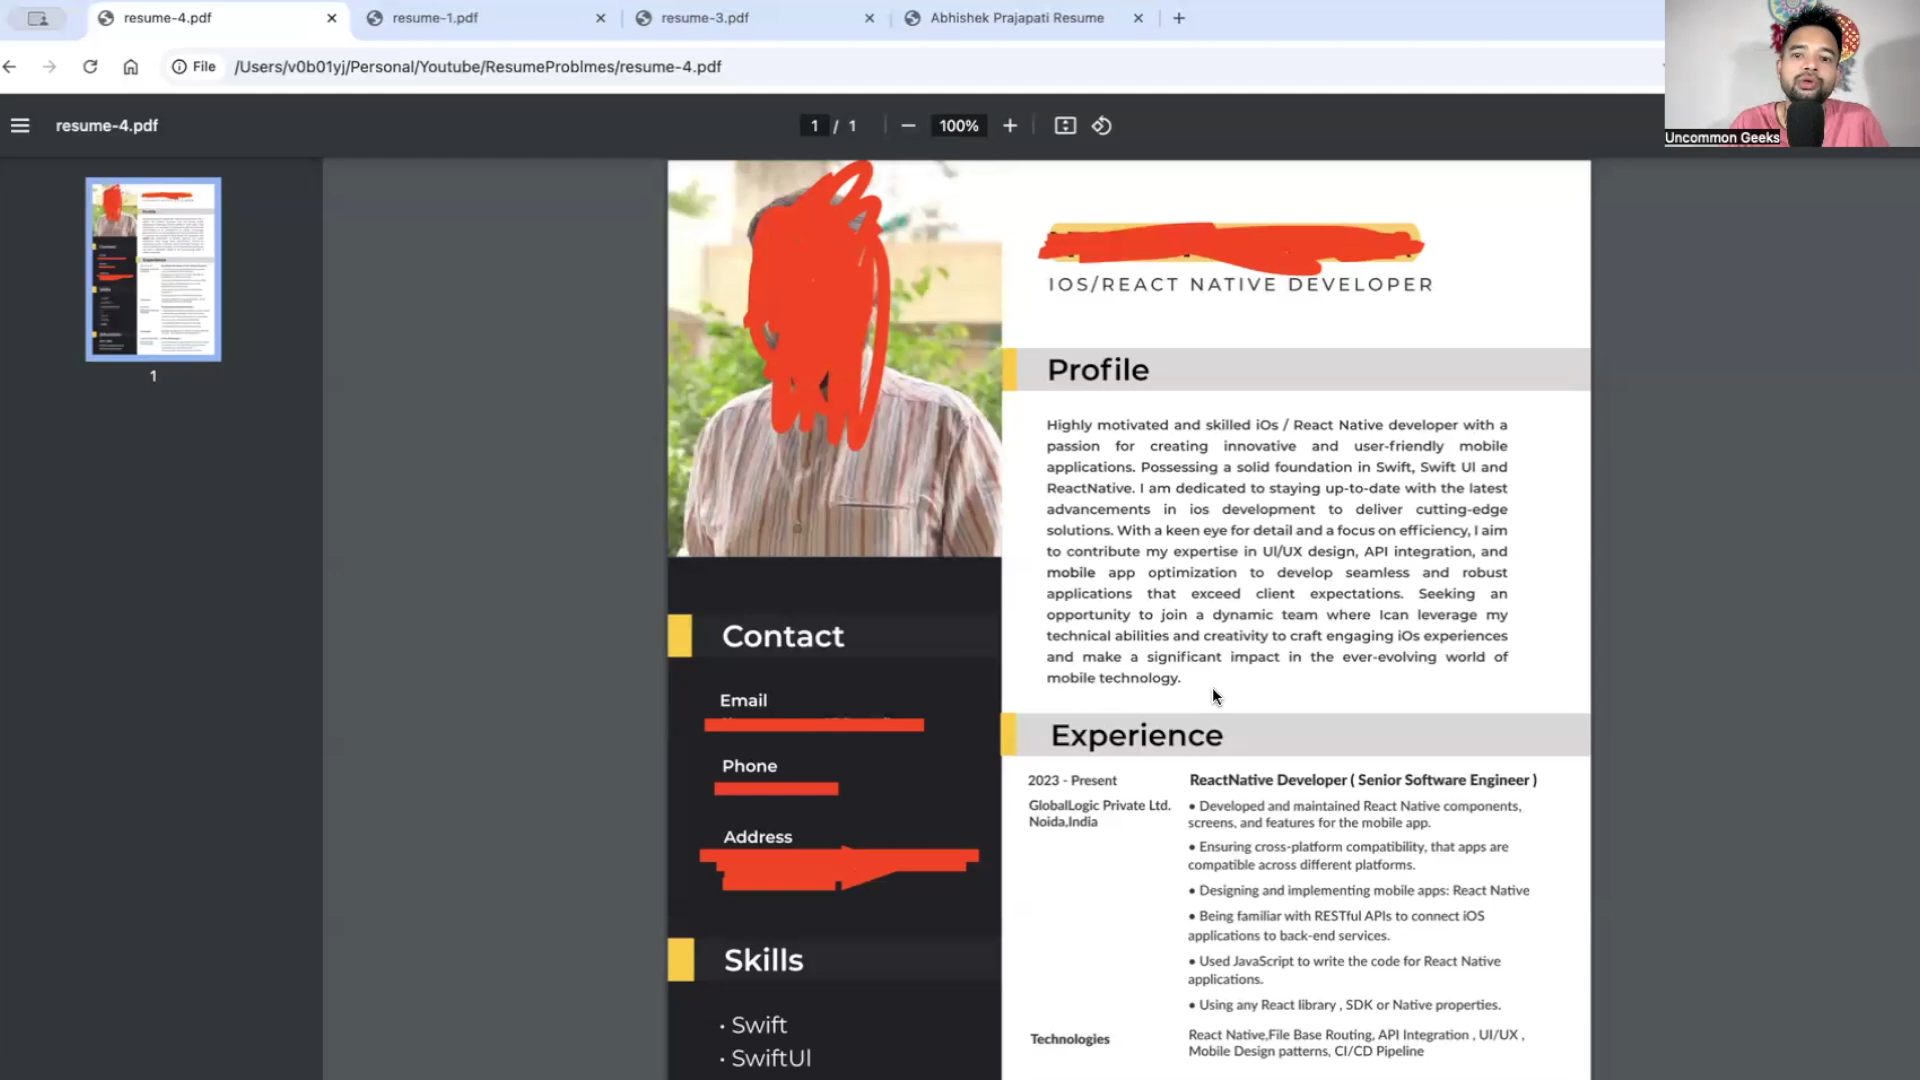 resume-4.pdf
resume-1.pdf
resume-3.pdf
Abhishek Prajapati Resume
File /Users/v0b01yj/Personal/Youtube/ResumeProblmes/resume-4.pdf
Uncommon Geeks
resume-4.pdf
1 / 1
100%
1
IOS/REACT NATIVE DEVELOPER
Profile
Highly motivated and skilled iOs / React Native developer with a
passion for creating innovative and user-friendly mobile
applications. Possessing a solid foundation in Swift, Swift UI and
ReactNative. I am dedicated to staying up-to-date with the latest
advancements in ios development to deliver cutting-edge
solutions. With a keen eye for detail and a focus on efficiency, I aim
to contribute my expertise in UI/UX design, API integration, and
mobile app optimization to develop seamless and robust
applications that exceed client expectations. Seeking an
opportunity to join a dynamic team where Ican leverage my
technical abilities and creativity to craft engaging iOs experiences
and make a significant impact in the ever-evolving world of
mobile technology.
Contact
Email
Phone
Address
Skills
• Swift
• SwiftUI
Experience
2023 - Present
GlobalLogic Private Ltd.
Noida,India
ReactNative Developer ( Senior Software Engineer )
• Developed and maintained React Native components,
screens, and features for the mobile app.
• Ensuring cross-platform compatibility, that apps are
compatible across different platforms.
• Designing and implementing mobile apps: React Native
• Being familiar with RESTful APIs to connect iOS
applications to back-end services.
• Used JavaScript to write the code for React Native
applications.
• Using any React library , SDK or Native properties.
Technologies
React Native,File Base Routing, API Integration , UI/UX ,
Mobile Design patterns, CI/CD Pipeline